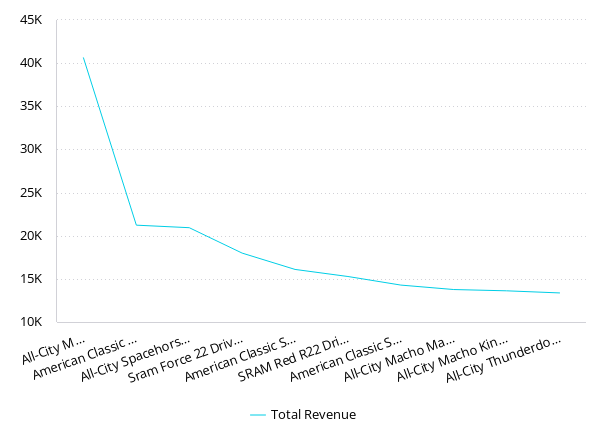 45K
40K
35K
30K
25K
20K
15K
10K
All-City M...
American Classic ...
All-City Spacehors...
Sram Force 22 Driv...
American Classic S...
SRAM Red R22 Dri...
American Classic S...
All-City Macho Ma...
All-City Macho Kin...
All-City Thunderdo...
Total Revenue